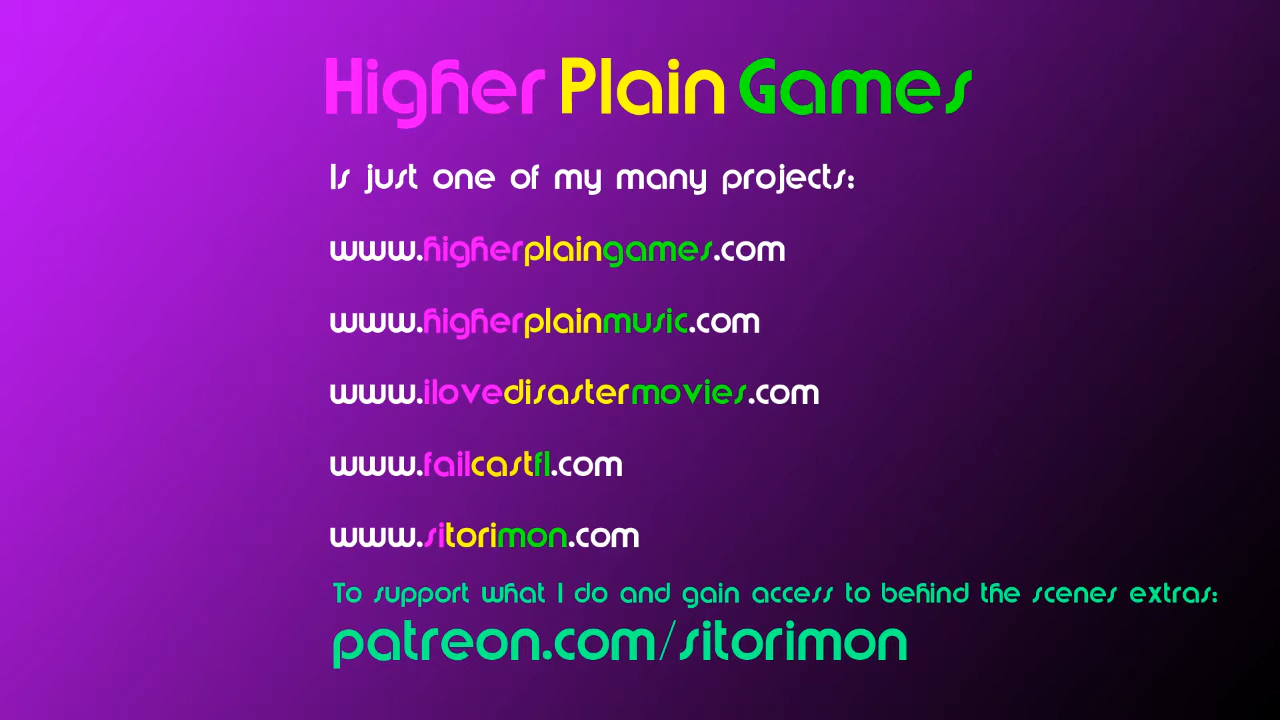 Higher Plain Games
Is just one of my many projects:
www.higherplaingames.com
www.higherplainmusic.com
www.ilovedisastermovies.com
www.failcastfl.com
www.sitorimon.com
To support what I do and gain access to behind the scenes extras:
patreon.com/sitorimon